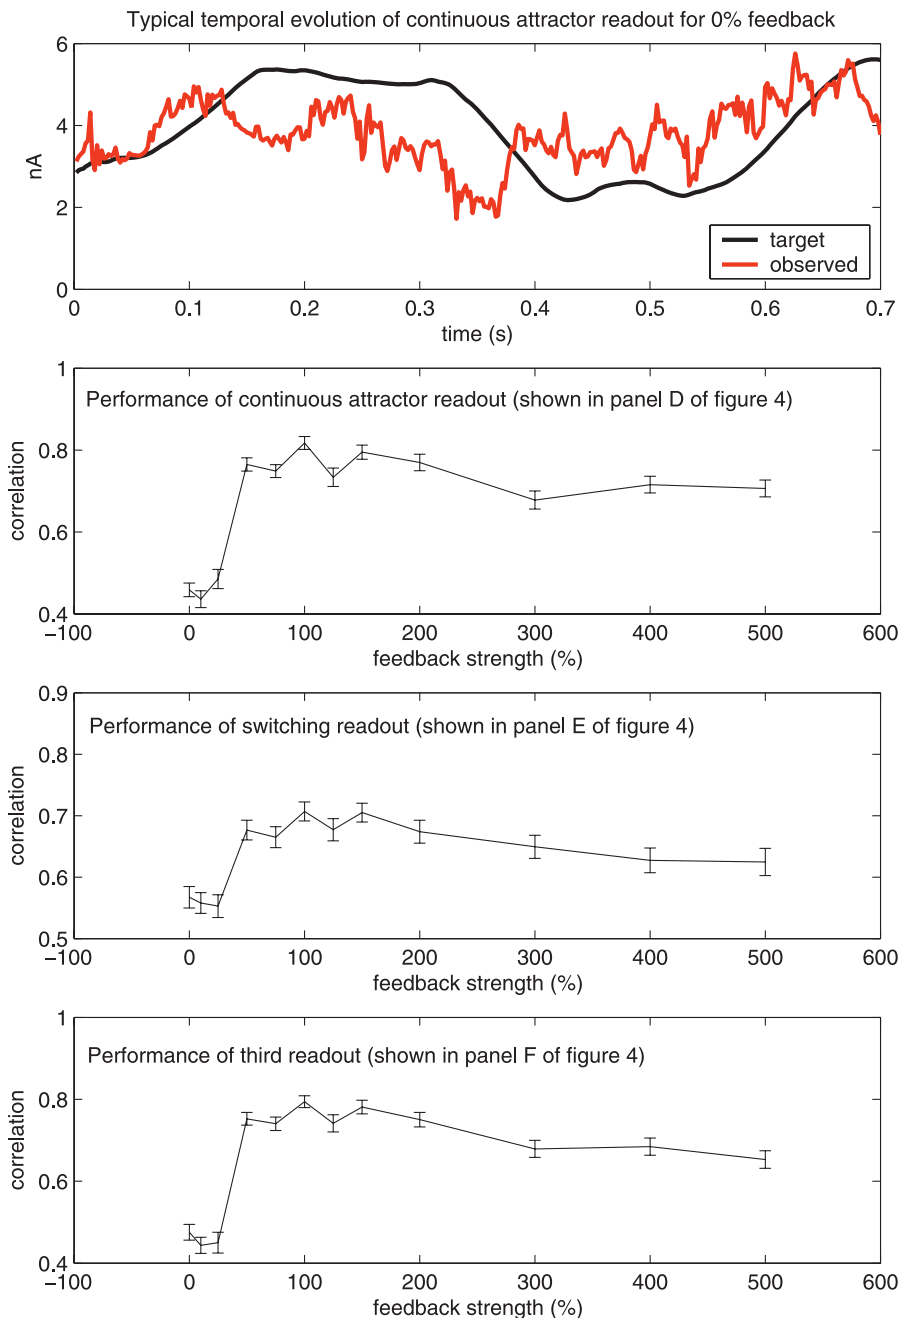 Typical temporal evolution of continuous attractor readout for 0% feedback
6
4
2
0
nA
target
observed
0 0.1 0.2 0.3 0.4 0.5 0.6 0.7
time (s)
1
Performance of continuous attractor readout (shown in panel D of figure 4)
0.8
0.6
0.4
correlation
−100 0 100 200 300 400 500 600
feedback strength (%)
0.9
Performance of switching readout (shown in panel E of figure 4)
0.8
0.7
0.6
0.5
correlation
−100 0 100 200 300 400 500 600
feedback strength (%)
1
Performance of third readout (shown in panel F of figure 4)
0.8
0.6
0.4
correlation
−100 0 100 200 300 400 500 600
feedback strength (%)